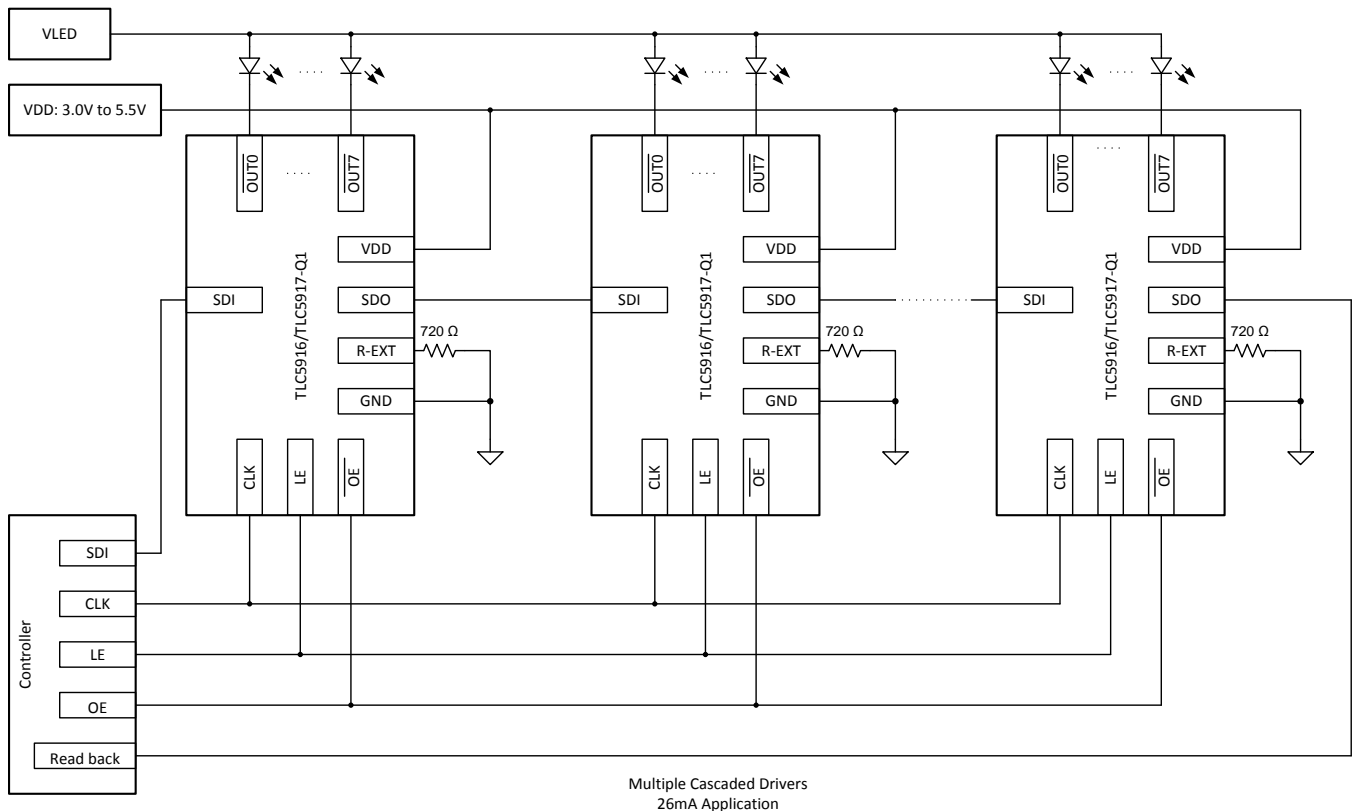 VLED
VDD: 3.0V to 5.5V
OUT0
OUT7
VDD
SDI
SDO
R-EXT
GND
CLK
LE
OE
TLC5916/TLC5917-Q1
720 Ω
OUT0
OUT7
VDD
SDI
SDO
R-EXT
GND
CLK
LE
OE
TLC5916/TLC5917-Q1
720 Ω
OUT0
OUT7
VDD
SDI
SDO
R-EXT
GND
CLK
LE
OE
TLC5916/TLC5917-Q1
720 Ω
Controller
SDI
CLK
LE
OE
Read back
Multiple Cascaded Drivers
26mA Application